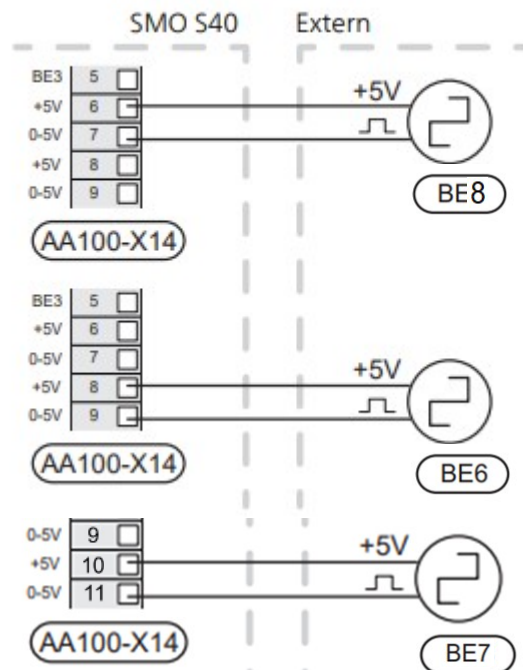 SMO S40 Extern
BE3 5
+5V 6 +5V
0-5V 7
+5V 8
0-5V 9 BE8
AA100-X14
BE3 5
+5V 6
0-5V 7
+5V 8 +5V
0-5V 9
AA100-X14 BE6
0-5V 9
+5V 10 +5V
0-5V 11
AA100-X14 BE7